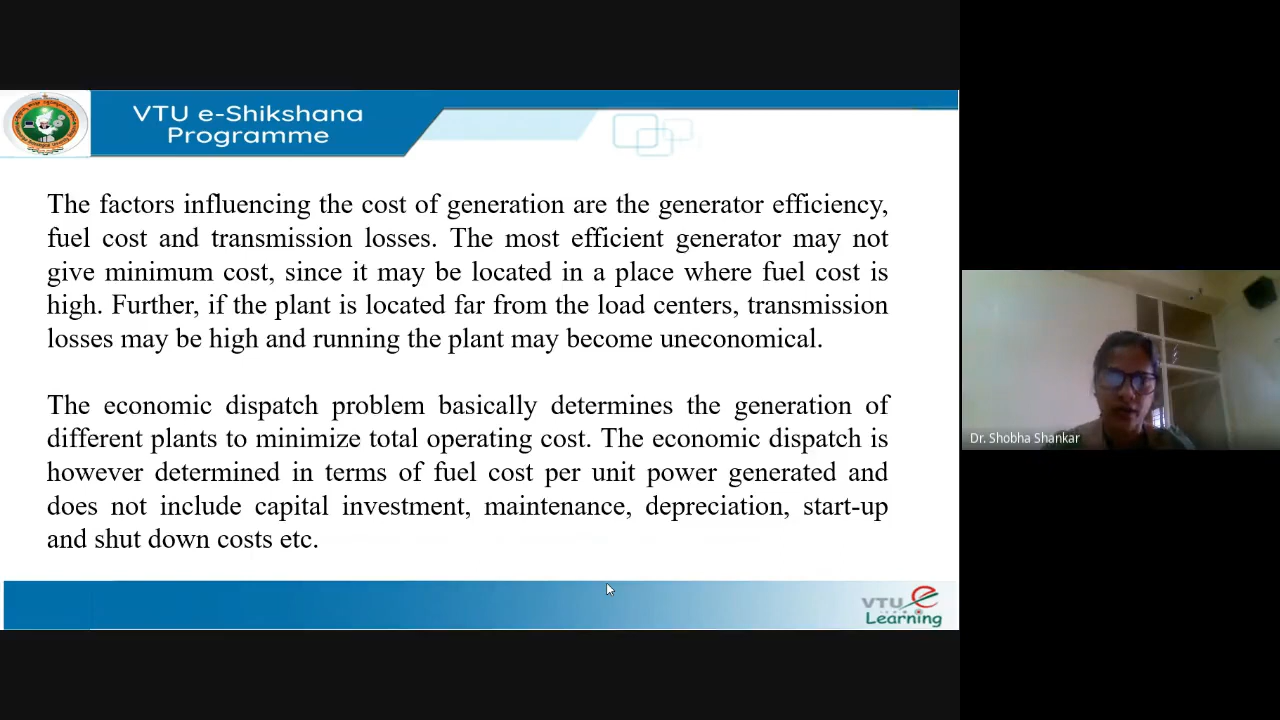 VTU e-Shikshana
Programme
The factors influencing the cost of generation are the generator efficiency,
fuel cost and transmission losses. The most efficient generator may not
give minimum cost, since it may be located in a place where fuel cost is
high. Further, if the plant is located far from the load centers, transmission
losses may be high and running the plant may become uneconomical.
The economic dispatch problem basically determines the generation of
different plants to minimize total operating cost. The economic dispatch is
however determined in terms of fuel cost per unit power generated and
does not include capital investment, maintenance, depreciation, start-up
and shut down costs etc.
Dr. Shobha Shankar
VTU e
Learning